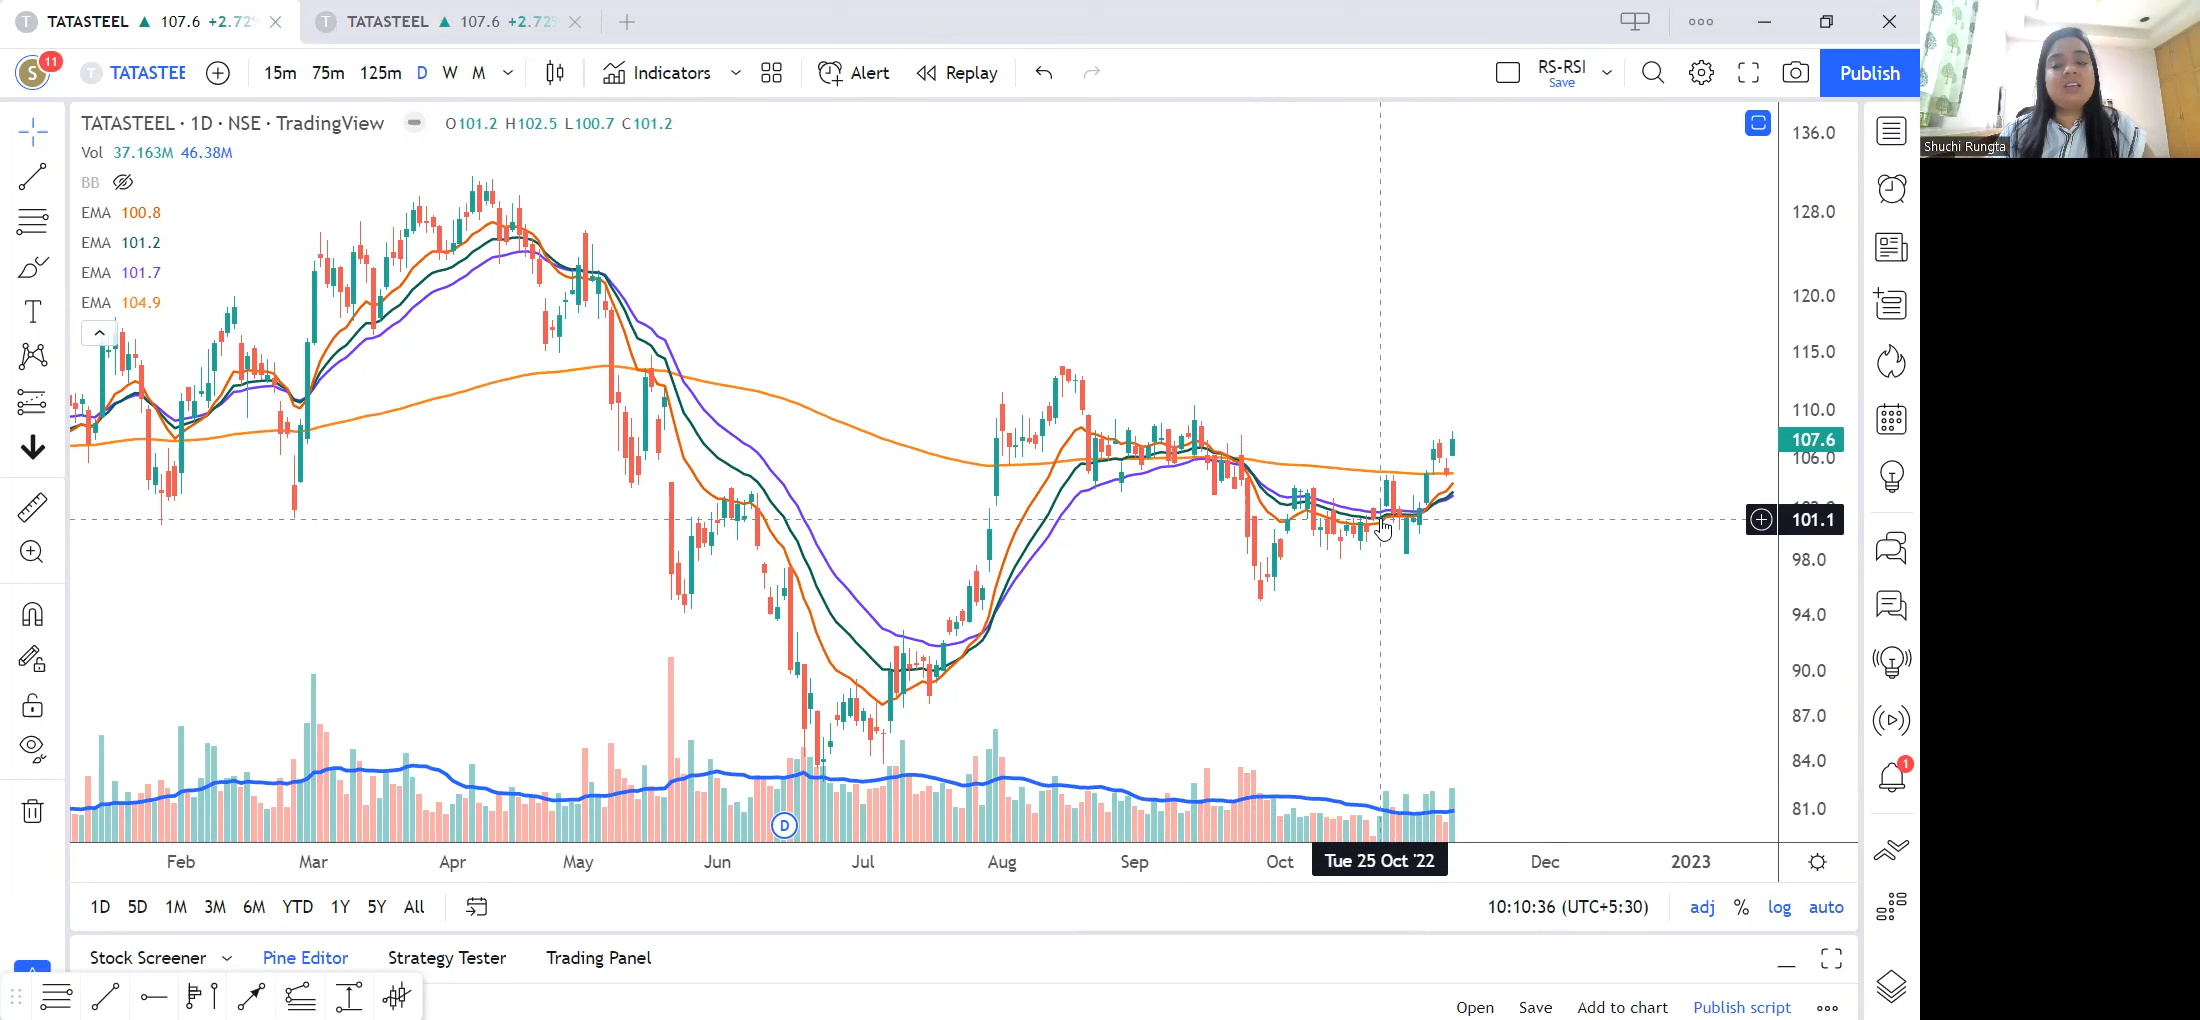 T TATASTEEL ▲ 107.6 +2.72%
T TATASTEEL ▲ 107.6 +2.72%
S 11 T TATASTEE 15m 75m 125m D W M Indicators Alert Replay RS-RSI Save Publish
TATASTEEL · 1D · NSE · TradingView O101.2 H102.5 L100.7 C101.2
Vol 37.163M 46.38M
BB
EMA 100.8
EMA 101.2
EMA 101.7
EMA 104.9
136.0
128.0
120.0
115.0
110.0
107.6
106.0
101.1
98.0
94.0
90.0
87.0
84.0
81.0
D
Feb Mar Apr May Jun Jul Aug Sep Oct Tue 25 Oct '22 Dec 2023
1D 5D 1M 3M 6M YTD 1Y 5Y All 10:10:36 (UTC+5:30) adj % log auto
Stock Screener Pine Editor Strategy Tester Trading Panel
Open Save Add to chart Publish script
1
Shuchi Rungta